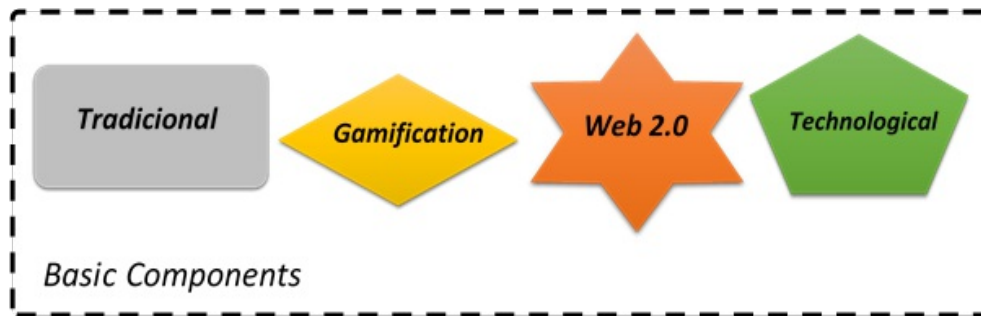 Tradicional
Gamification
Web 2.0
Technological
Basic Components